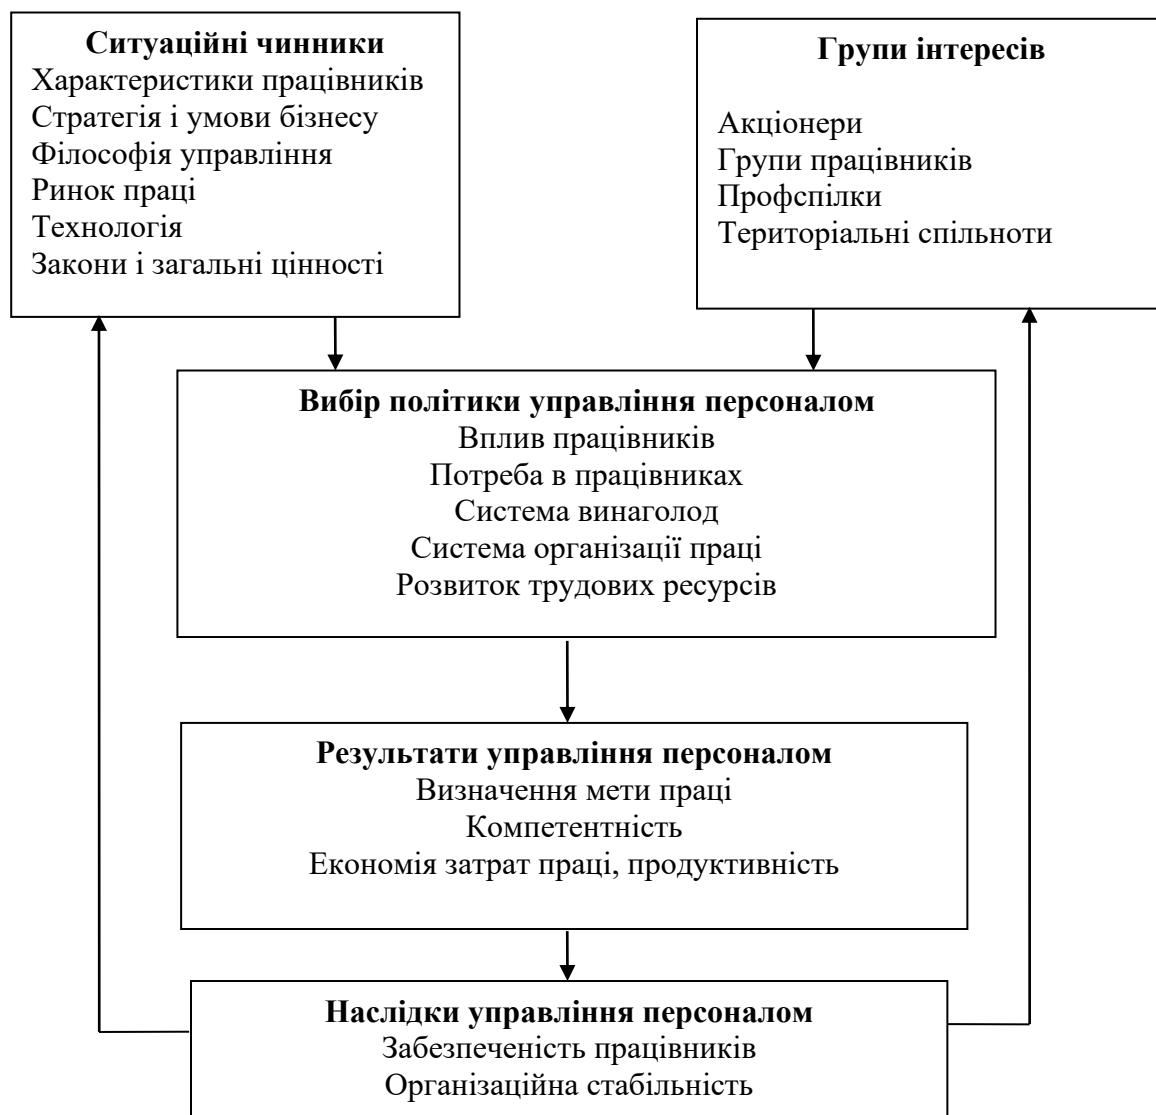 Ситуаційні чинники
Характеристики працівників
Стратегія і умови бізнесу
Філософія управління
Ринок праці
Технологія
Закони і загальні цінності
Групи інтересів
Акціонери
Групи працівників
Профспілки
Територіальні спільноти
Вибір політики управління персоналом
Вплив працівників
Потреба в працівниках
Система винаголод
Система організації праці
Розвиток трудових ресурсів
Результати управління персоналом
Визначення мети праці
Компетентність
Економія затрат праці, продуктивність
Наслідки управління персоналом
Забезпеченість працівників
Організаційна стабільність